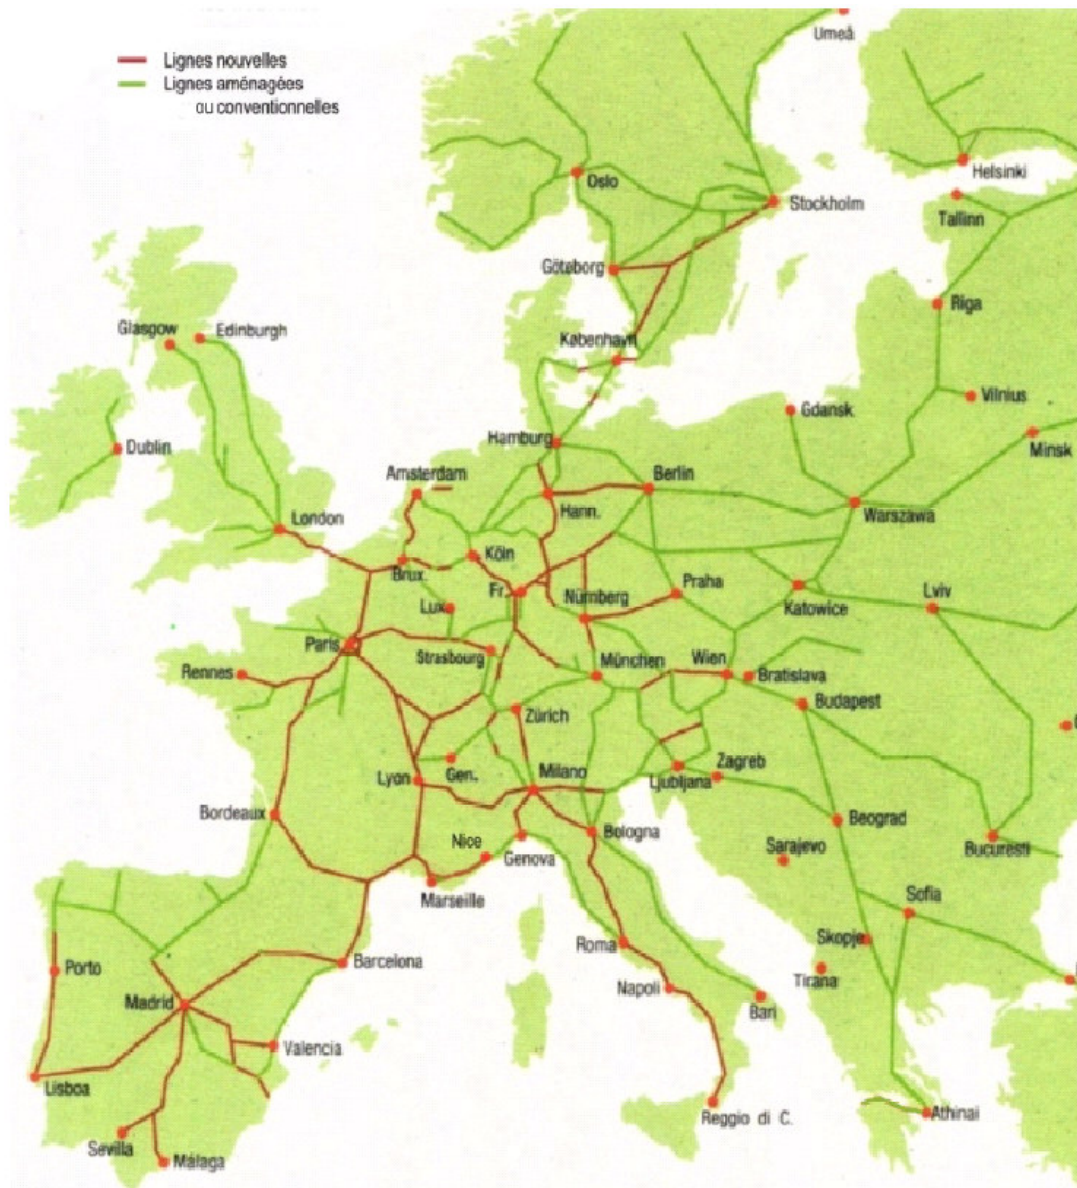 Lignes nouvelles
Lignes aménagées
ou conventionnelles
Umeå
Helsinki
Oslo
Stockholm
Tallinn
Göteborg
Riga
Glasgow
Edinburgh
København
Vilnius
Gdansk
Minsk
Dublin
Hamburg
Amsterdam
Berlin
Hann.
Warszawa
London
Köln
Brux.
Fr.
Nürnberg
Praha
Katowice
Lviv
Lux
Paris
Strasbourg
Rennes
München
Wien
Bratislava
Budapest
Zürich
Lyon
Gen.
Milano
Ljubljana
Zagreb
Bordeaux
Bologna
Beograd
Nice
Genova
Sarajevo
Bucuresti
Marseille
Sofia
Roma
Skopje
Porto
Barcelona
Tirana
Madrid
Napoli
Bari
Valencia
Lisboa
Reggio di C.
Athinai
Sevilla
Málaga